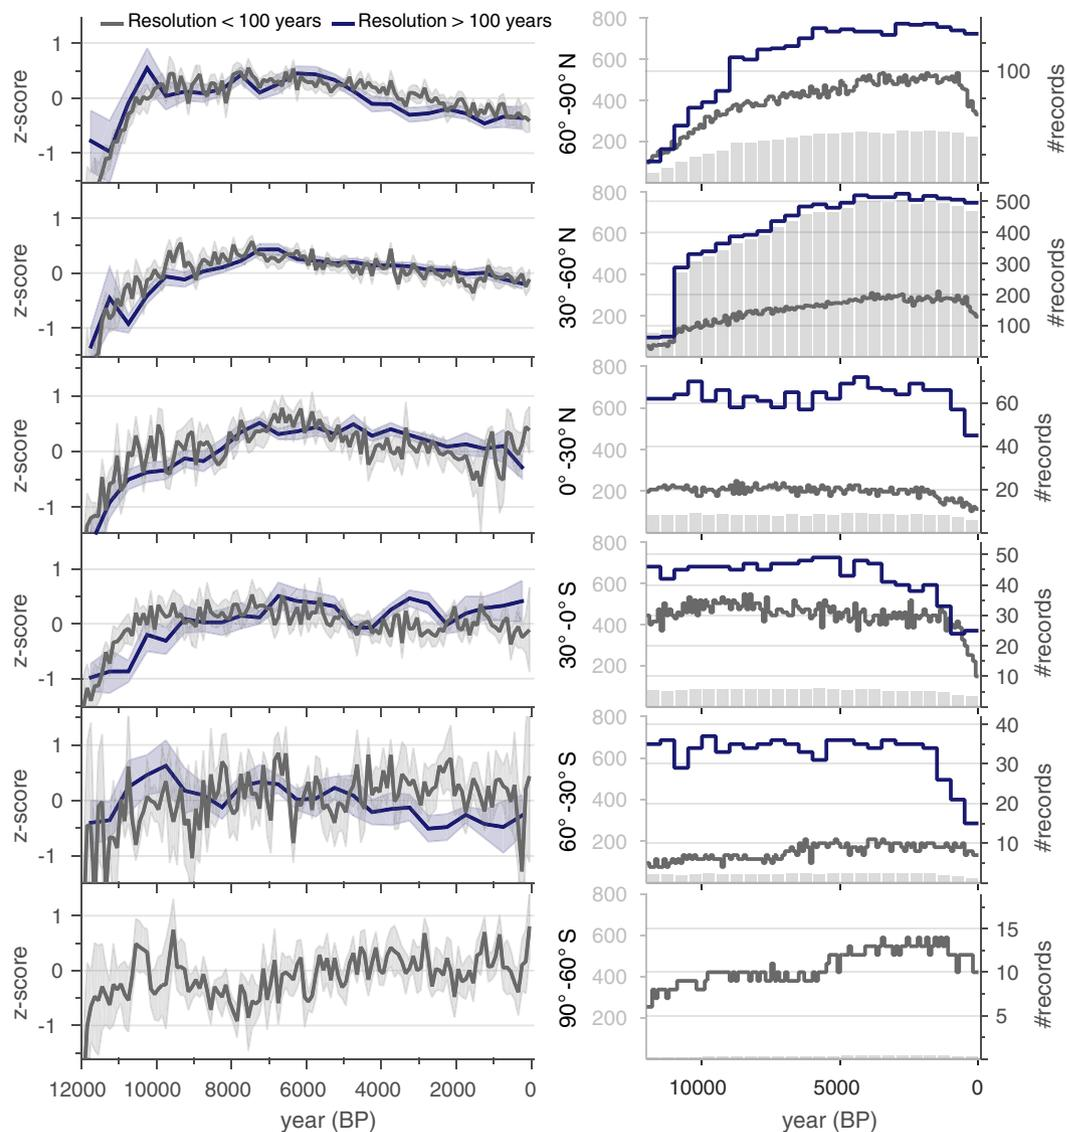 Resolution < 100 years Resolution > 100 years
1
0
-1
z-score
60° -90° N
800
600
400
200
100
#records
1
0
-1
z-score
30° -60° N
800
600
400
200
500
400
300
200
100
#records
1
0
-1
z-score
0° -30° N
800
600
400
200
60
40
20
#records
1
0
-1
z-score
30° -0° S
800
600
400
200
50
40
30
20
10
#records
1
0
-1
z-score
60° -30° S
800
600
400
200
40
30
20
10
#records
1
0
-1
z-score
90° -60° S
800
600
400
200
15
10
5
#records
12000 10000 8000 6000 4000 2000 0
year (BP)
10000 5000 0
year (BP)